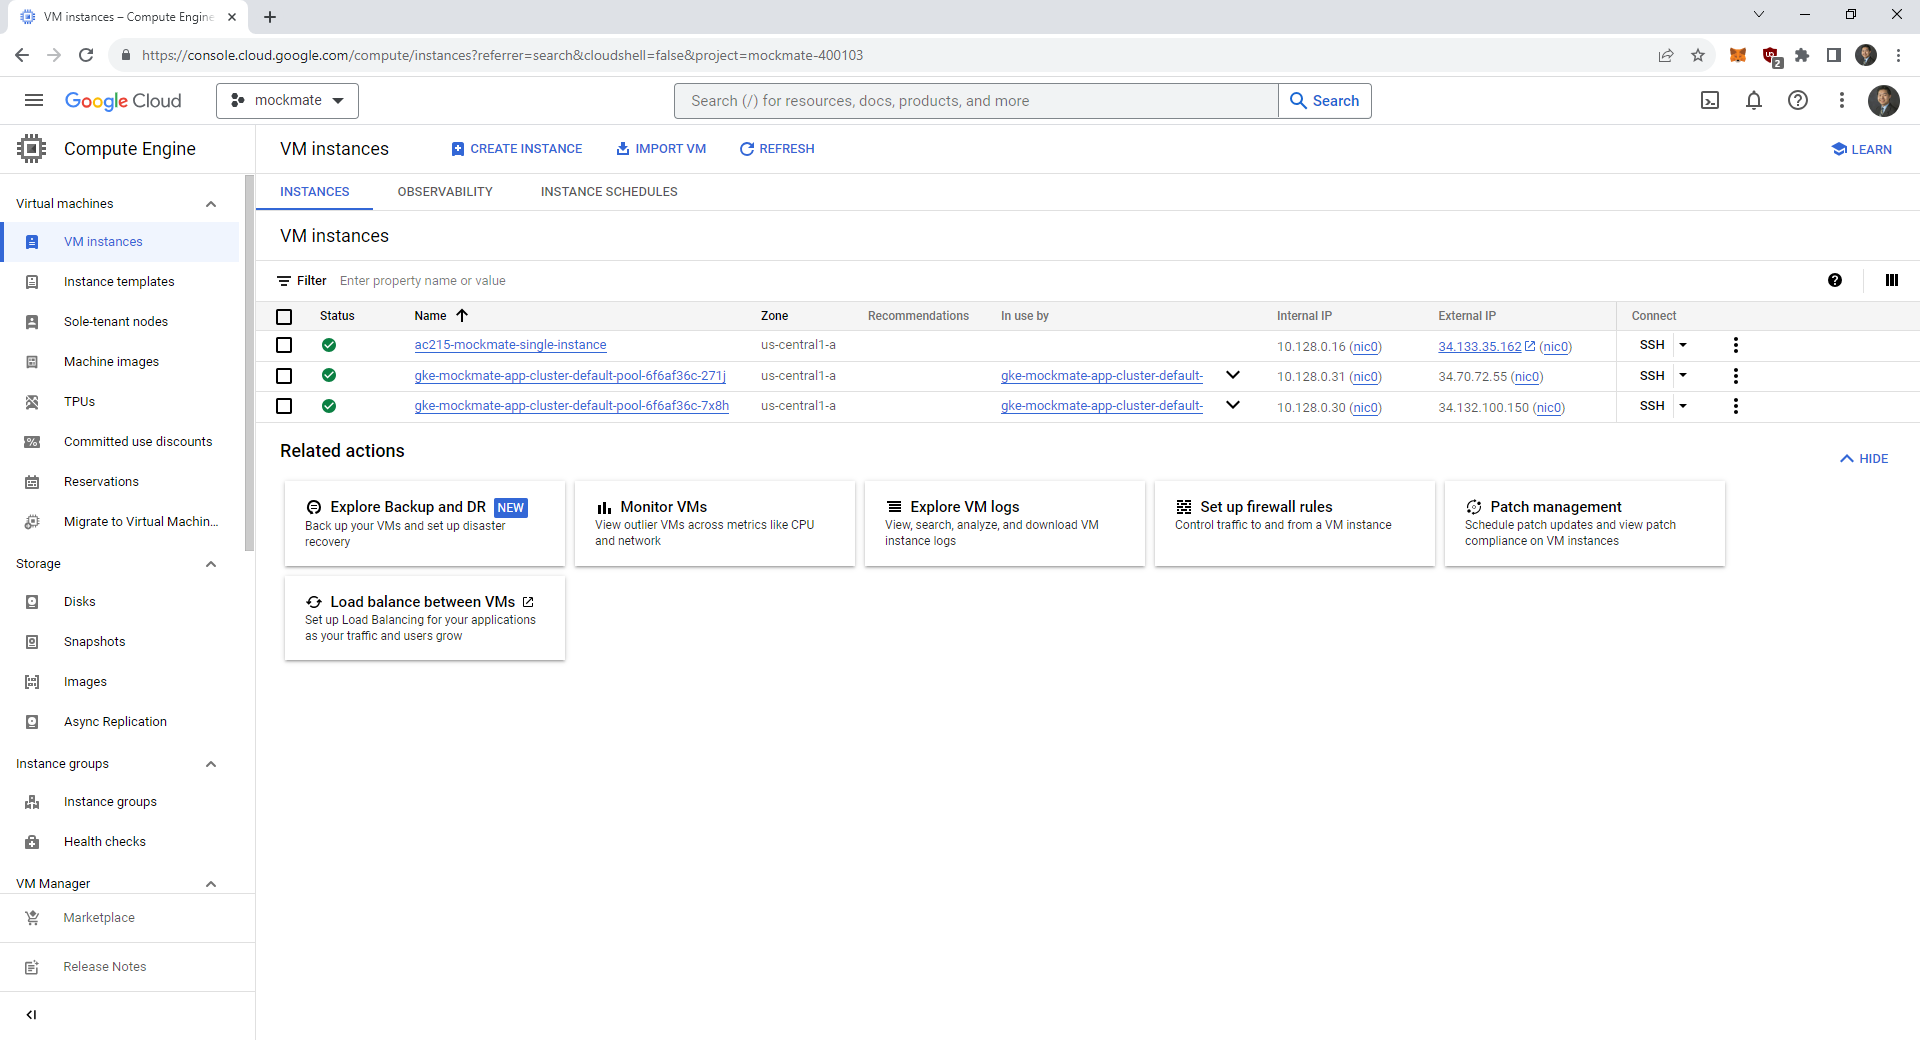 VM instances – Compute Engine
https://console.cloud.google.com/compute/instances?referrer=search&cloudshell=false&project=mockmate-400103
2
Google Cloud
mockmate
Search (/) for resources, docs, products, and more
Search
Compute Engine
VM instances
CREATE INSTANCE
IMPORT VM
REFRESH
LEARN
Virtual machines
VM instances
Instance templates
Sole-tenant nodes
Machine images
TPUs
Committed use discounts
Reservations
Migrate to Virtual Machin...
Storage
Disks
Snapshots
Images
Async Replication
Instance groups
Instance groups
Health checks
VM Manager
Marketplace
Release Notes
INSTANCES OBSERVABILITY INSTANCE SCHEDULES
VM instances
Filter Enter property name or value
Status Name Zone Recommendations In use by Internal IP External IP Connect
ac215-mockmate-single-instance us-central1-a 10.128.0.16 (nic0) 34.133.35.162 (nic0) SSH
gke-mockmate-app-cluster-default-pool-6f6af36c-271j us-central1-a gke-mockmate-app-cluster-default- 10.128.0.31 (nic0) 34.70.72.55 (nic0) SSH
gke-mockmate-app-cluster-default-pool-6f6af36c-7x8h us-central1-a gke-mockmate-app-cluster-default- 10.128.0.30 (nic0) 34.132.100.150 (nic0) SSH
Related actions
HIDE
Explore Backup and DR NEW
Back up your VMs and set up disaster
recovery
Monitor VMs
View outlier VMs across metrics like CPU
and network
Explore VM logs
View, search, analyze, and download VM
instance logs
Set up firewall rules
Control traffic to and from a VM instance
Patch management
Schedule patch updates and view patch
compliance on VM instances
Load balance between VMs
Set up Load Balancing for your applications
as your traffic and users grow